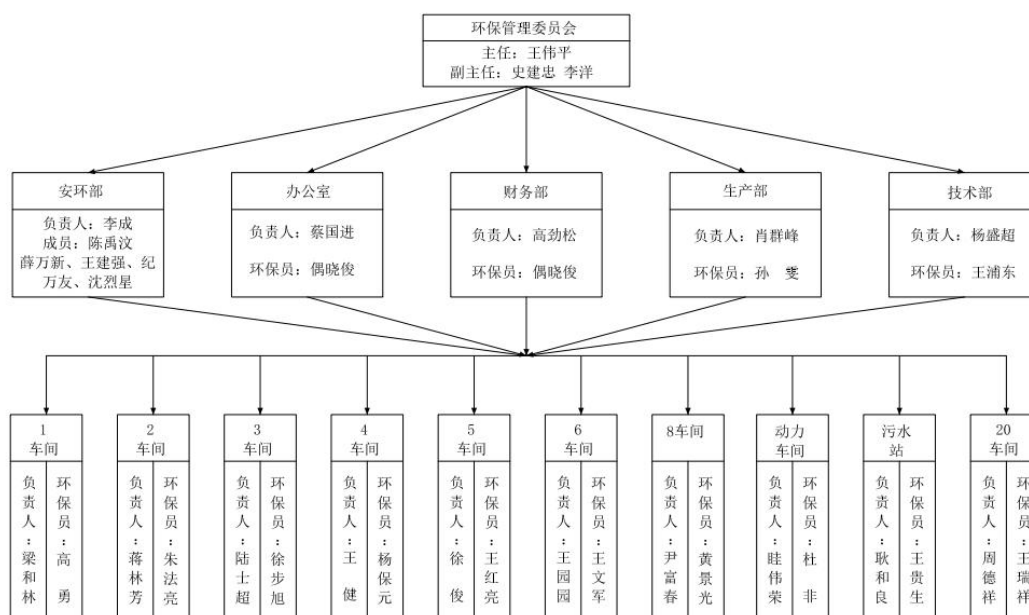 环保管理委员会
主任：王伟平
副主任：史建忠 李洋
安环部
负责人：李成
成员：陈禹汶
薛万新、王建强、纪
万友、沈烈星
办公室
负责人：蔡国进
环保员：偶晓俊
财务部
负责人：高劲松
环保员：偶晓俊
生产部
负责人：肖群峰
环保员：孙
技术部
负责人：杨盛超
环保员：王浦东
1
车间
负责人：梁和林
环保员：高 勇
2
车间
负责人：蒋林芳
环保员：朱法亮
3
车间
负责人：陆士超
环保员：徐步旭
4
车间
负责人：王 健
环保员：杨保元
5
车间
负责人：徐 俊
环保员：王红亮
6
车间
负责人：王园园
环保员：王文军
8车间
负责人：尹富春
环保员：黄景光
动力
车间
负责人：眭伟荣
环保员：杜 非
污水
站
负责人：耿和良
环保员：王贵生
20
车间
负责人：周德祥
环保员：王瑞祥